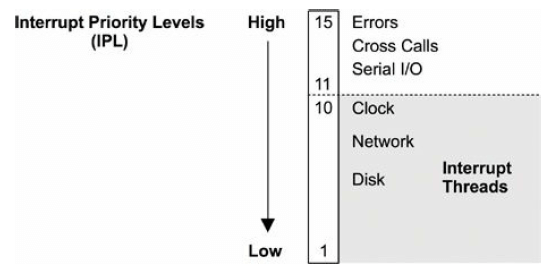 Interrupt Priority Levels
(IPL)
High
Low
15
11
10
1
Errors
Cross Calls
Serial I/O
Clock
Network
Disk
Interrupt
Threads